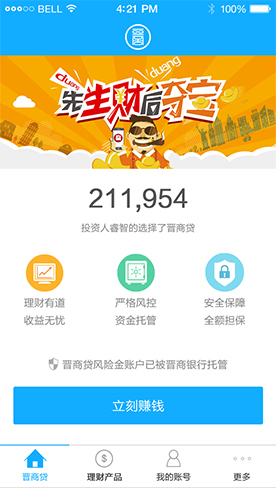 BELL 4:21 PM 100%
晋商
duang duang
先生财后夺宝
211,954
投资人睿智的选择了晋商贷
理财有道 严格风控 安全保障
收益无忧 资金托管 全额担保
晋商贷风险金账户已被晋商银行托管
立刻赚钱
晋商贷 理财产品 我的账号 更多